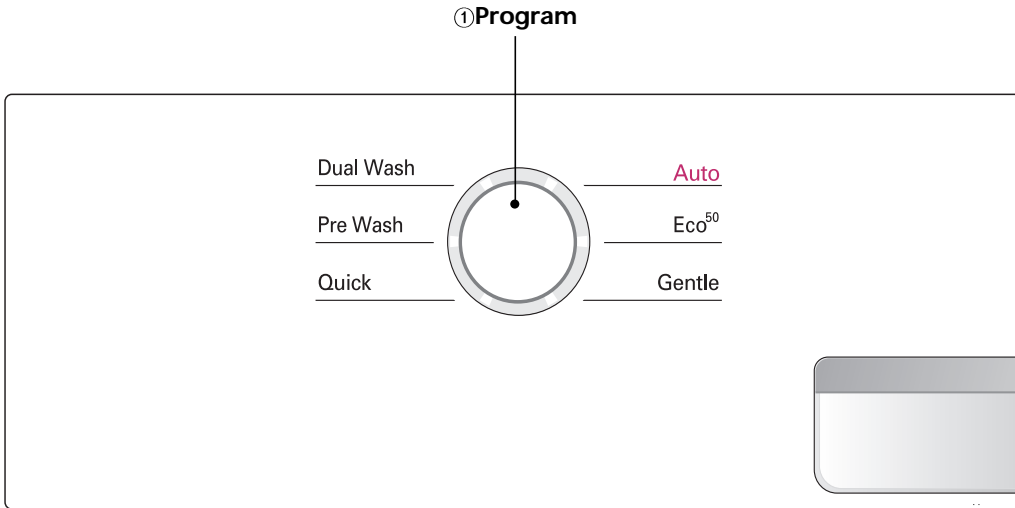 ①Program
Dual Wash
Auto
Pre Wash
Eco⁵⁰
Quick
Gentle